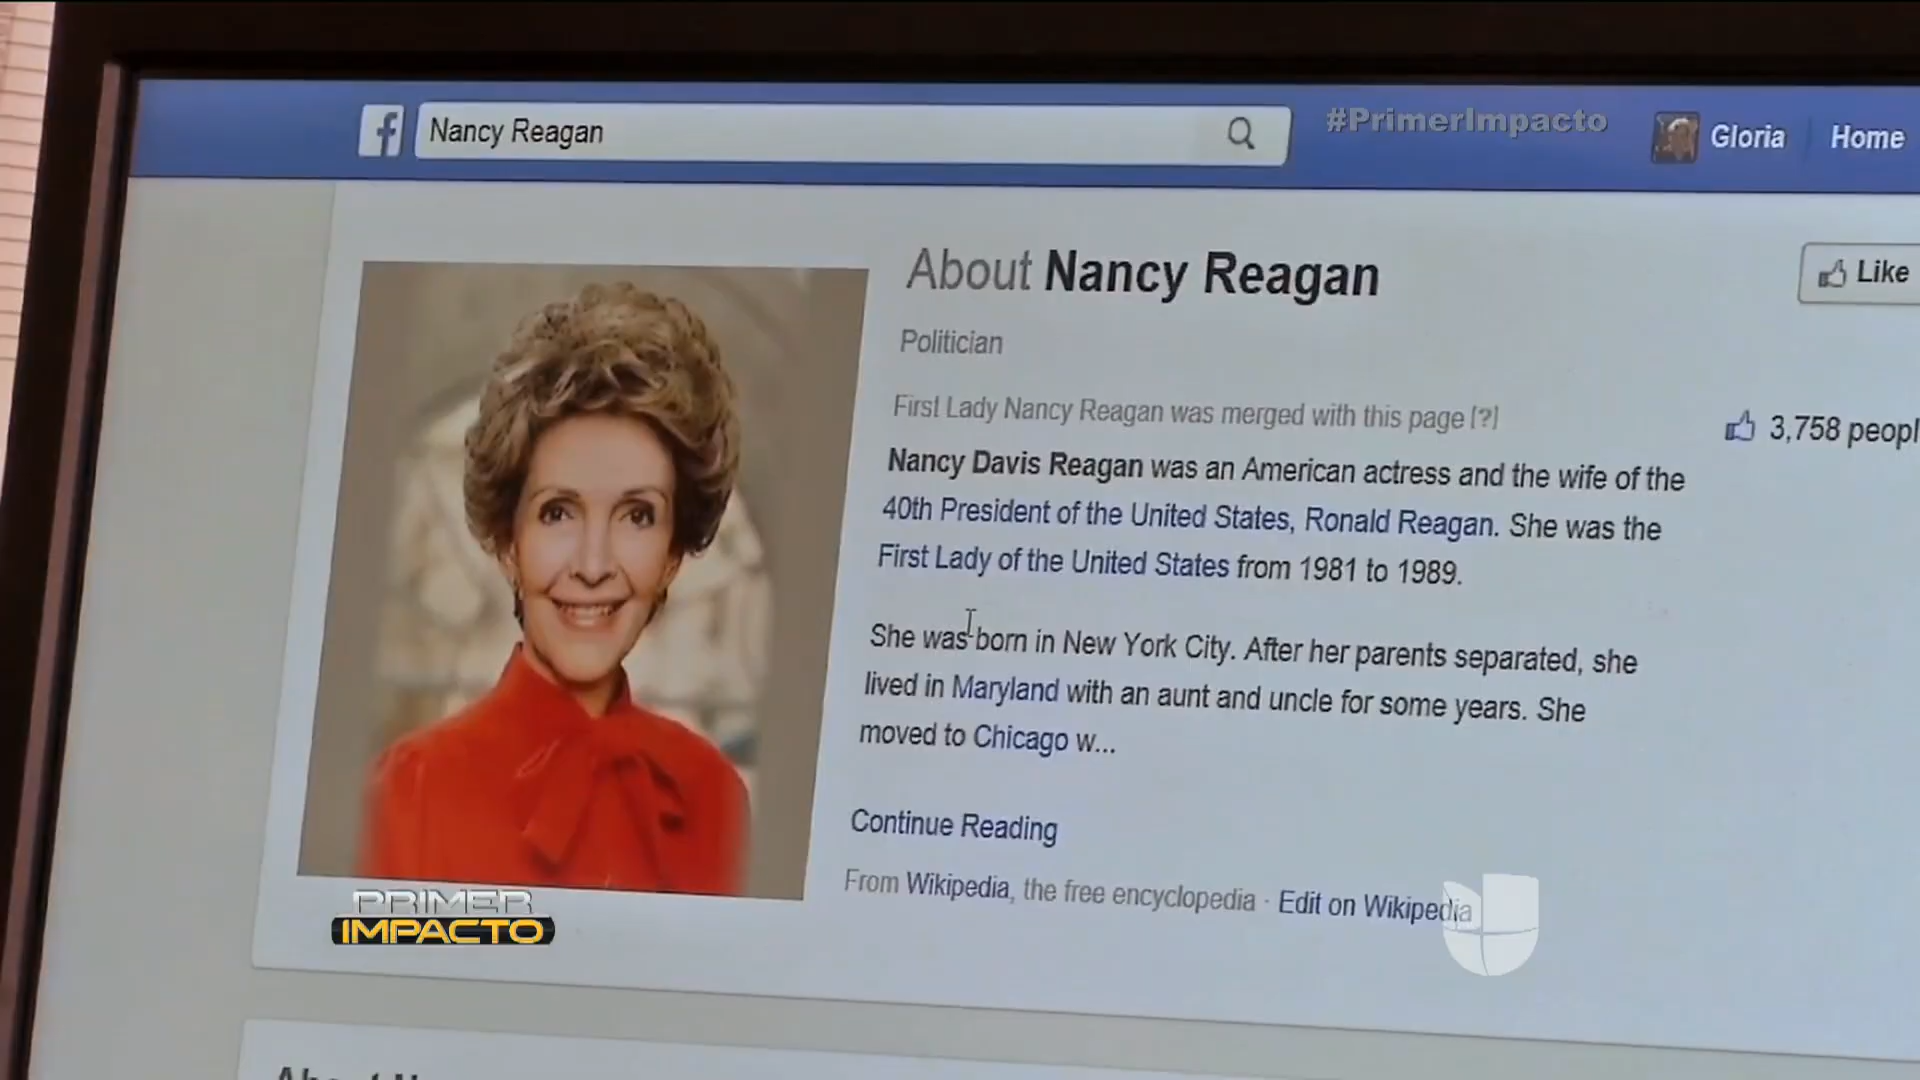 Nancy Reagan
#PrimerImpacto
Gloria
Home
About Nancy Reagan
Like
Politician
First Lady Nancy Reagan was merged with this page [?]
3,758 peopl
Nancy Davis Reagan was an American actress and the wife of the
40th President of the United States, Ronald Reagan. She was the
First Lady of the United States from 1981 to 1989.
She was born in New York City. After her parents separated, she
lived in Maryland with an aunt and uncle for some years. She
moved to Chicago w...
Continue Reading
From Wikipedia, the free encyclopedia · Edit on Wikipedia
PRIMER
IMPACTO